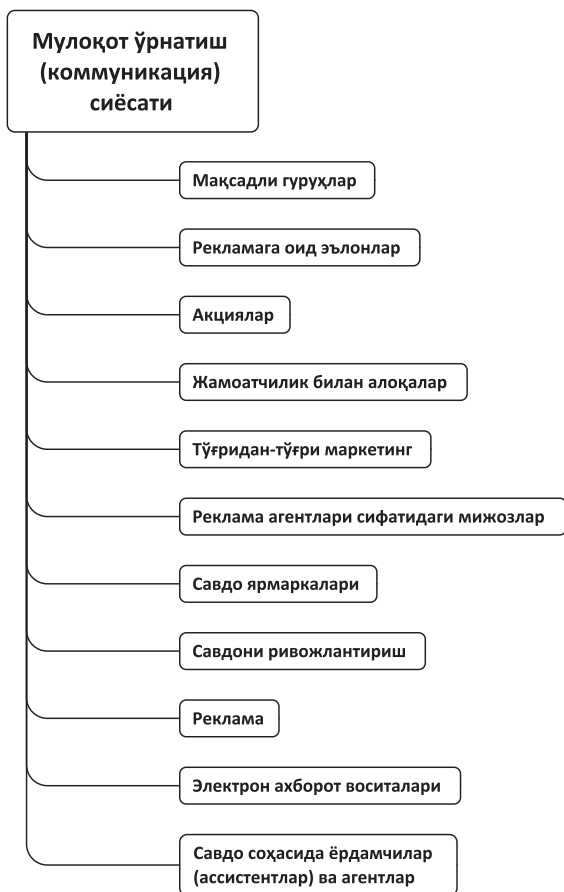 Мулоқот ўрнатиш
(коммуникация)
сиёсати
Мақсадли гуруҳлар
Рекламага оид эълонлар
Акциялар
Жамоатчилик билан алоқалар
Тўғридан-тўғри маркетинг
Реклама агентлари сифатидаги мижозлар
Савдо ярмаркалари
Савдони ривожлантириш
Реклама
Электрон ахборот воситалари
Савдо соҳасида ёрдамчилар
(ассистентлар) ва агентлар